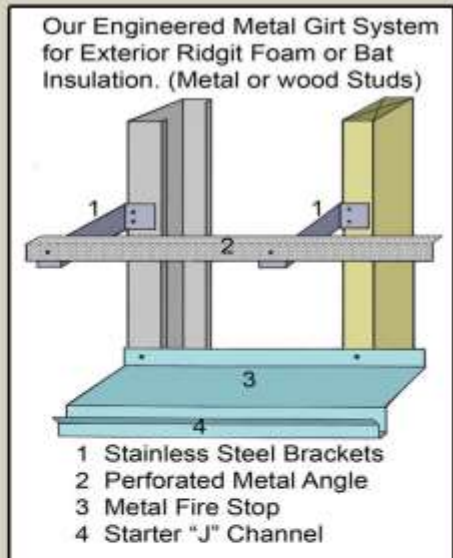 Our Engineered Metal Girt System
for Exterior Ridgit Foam or Bat
Insulation. (Metal or wood Studs)
1
1
2
3
4
1 Stainless Steel Brackets
2 Perforated Metal Angle
3 Metal Fire Stop
4 Starter "J" Channel